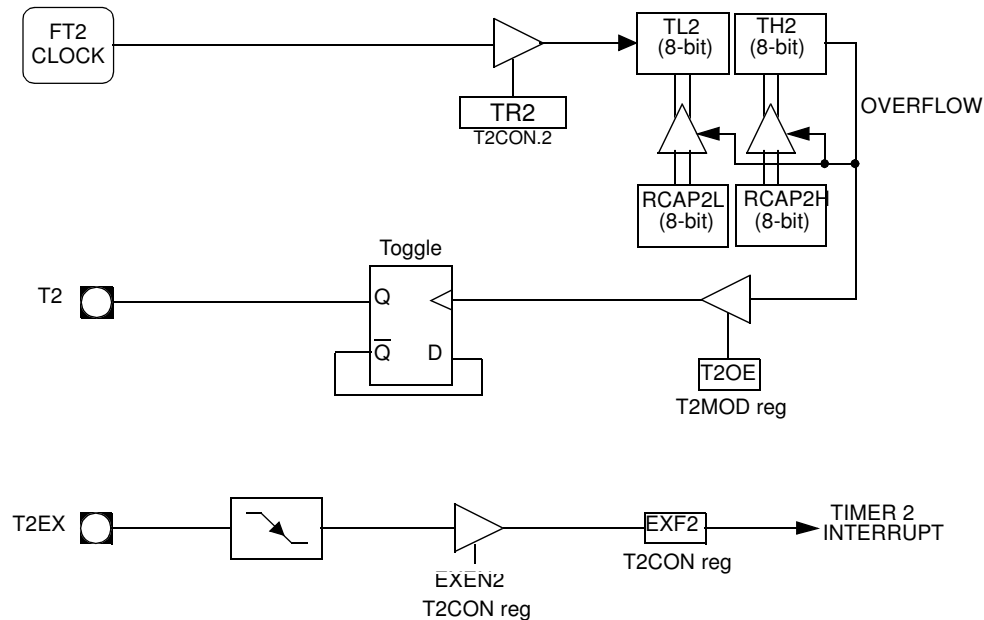 FT2
CLOCK
TL2
(8-bit)
TH2
(8-bit)
TR2
T2CON.2
OVERFLOW
RCAP2L
(8-bit)
RCAP2H
(8-bit)
Toggle
T2
Q
Q
D
T2OE
T2MOD reg
T2EX
EXEN2
T2CON reg
EXF2
T2CON reg
TIMER 2
INTERRUPT